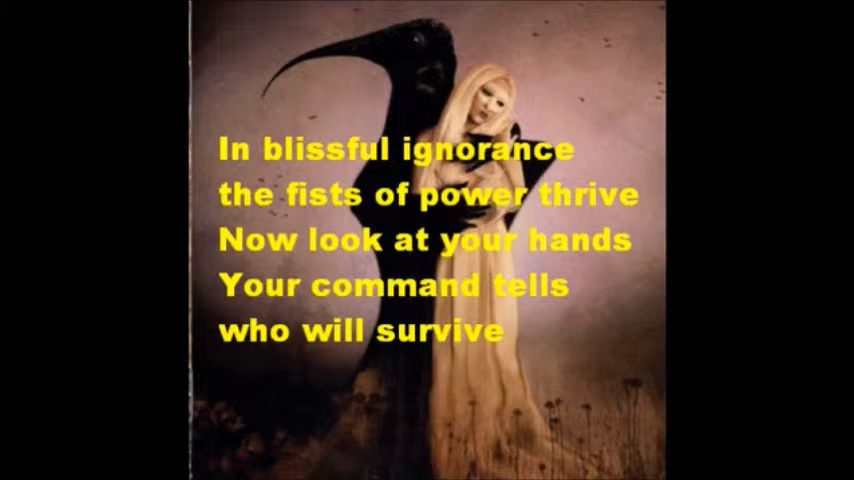 In blissful ignorance
the fists of power thrive
Now look at your hands
Your command tells
who will survive